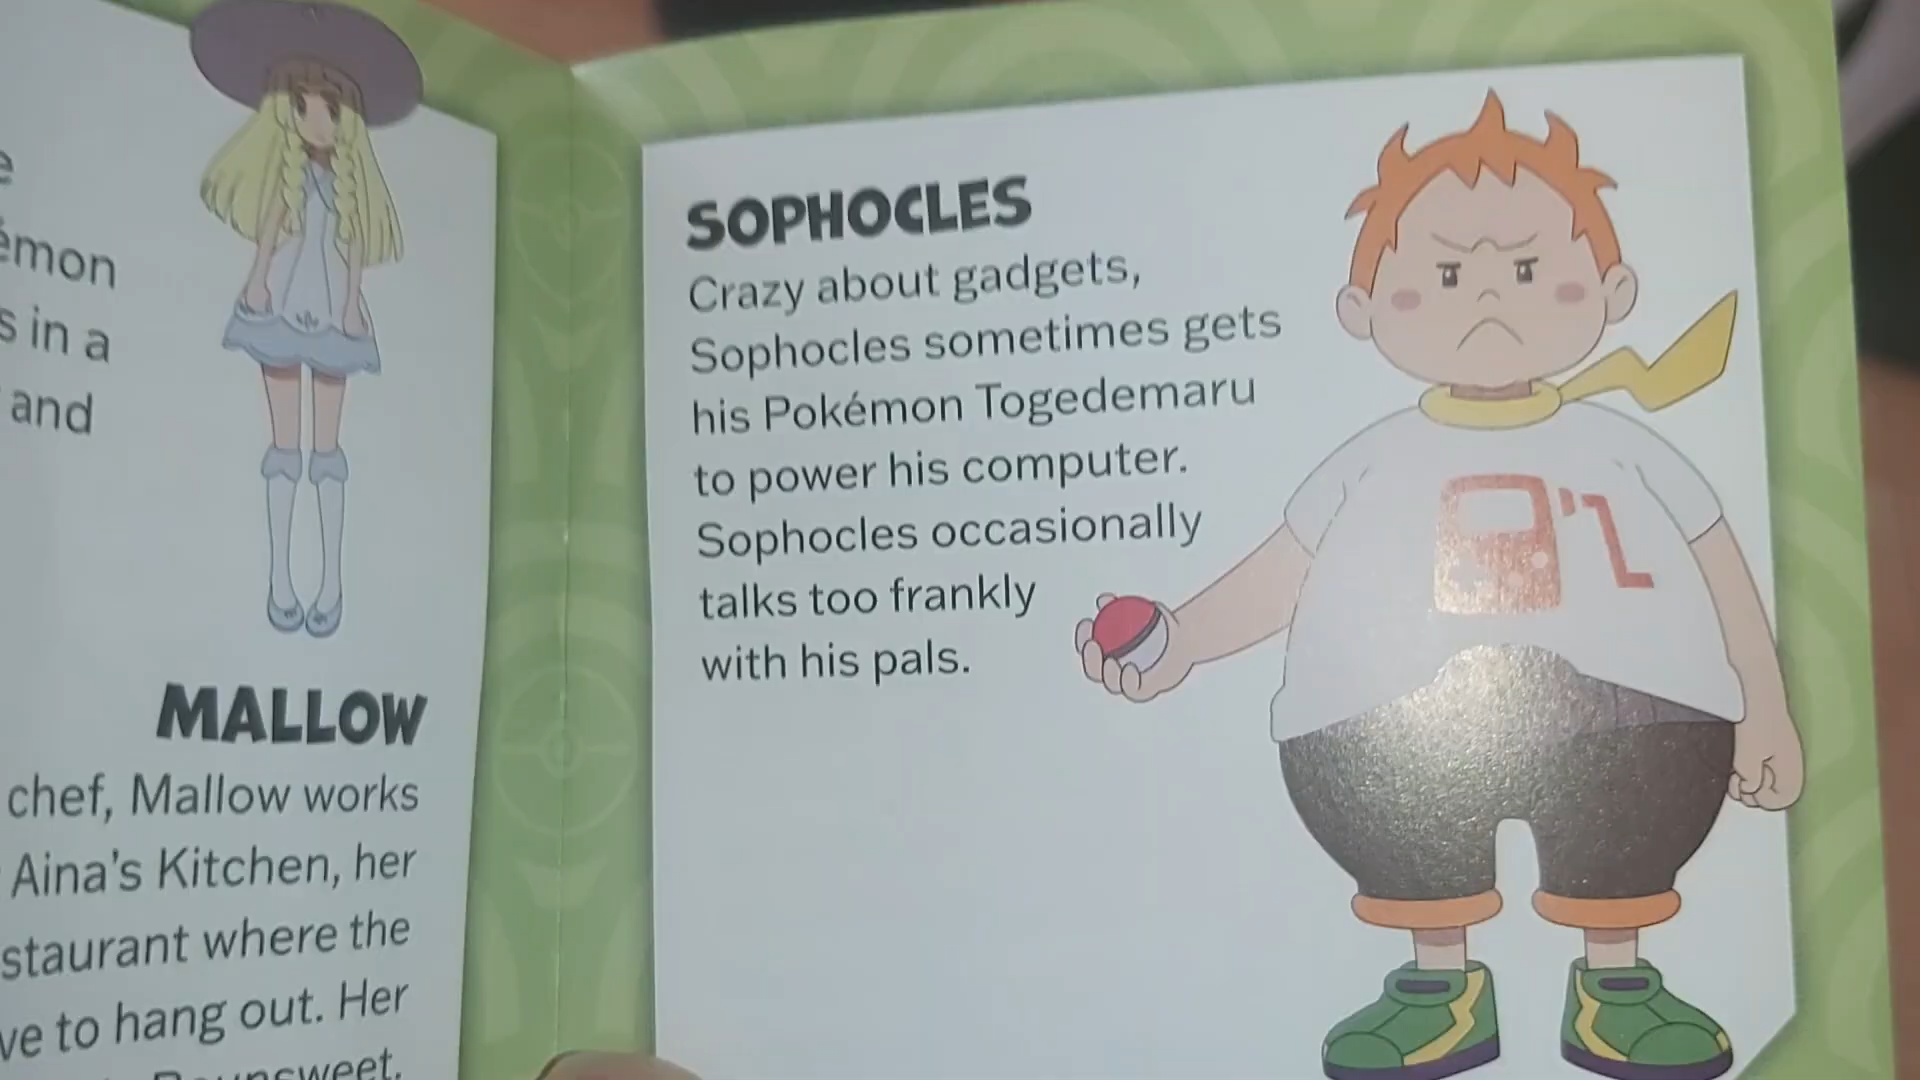 émon
s in a
and
MALLOW
chef, Mallow works
Aina's Kitchen, her
staurant where the
ve to hang out. Her
SOPHOCLES
Crazy about gadgets,
Sophocles sometimes gets
his Pokémon Togedemaru
to power his computer.
Sophocles occasionally
talks too frankly
with his pals.